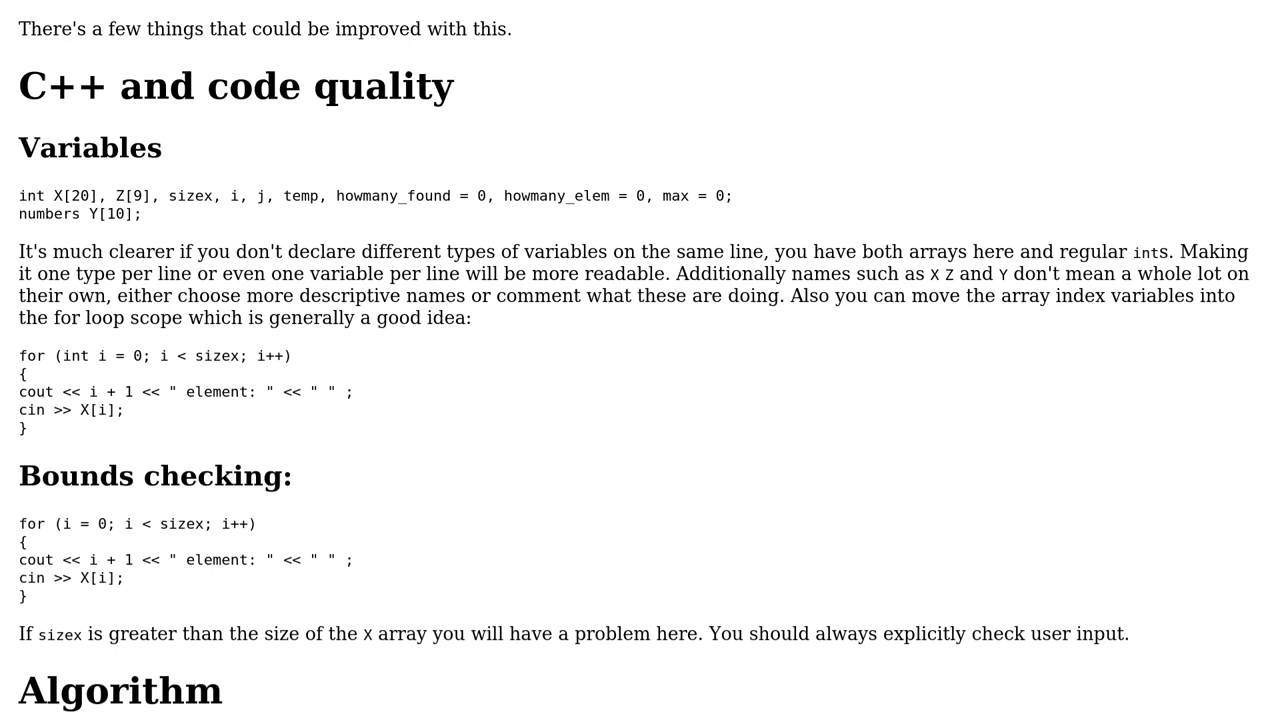 There's a few things that could be improved with this.
C++ and code quality
Variables
int X[20], Z[9], sizex, i, j, temp, howmany_found = 0, howmany_elem = 0, max = 0;
numbers Y[10];
It's much clearer if you don't declare different types of variables on the same line, you have both arrays here and regular ints. Making
it one type per line or even one variable per line will be more readable. Additionally names such as X Z and Y don't mean a whole lot on
their own, either choose more descriptive names or comment what these are doing. Also you can move the array index variables into
the for loop scope which is generally a good idea:
for (int i = 0; i < sizex; i++)
{
cout << i + 1 << " element: " << " " ;
cin >> X[i];
}
Bounds checking:
for (i = 0; i < sizex; i++)
{
cout << i + 1 << " element: " << " " ;
cin >> X[i];
}
If sizex is greater than the size of the X array you will have a problem here. You should always explicitly check user input.
Algorithm